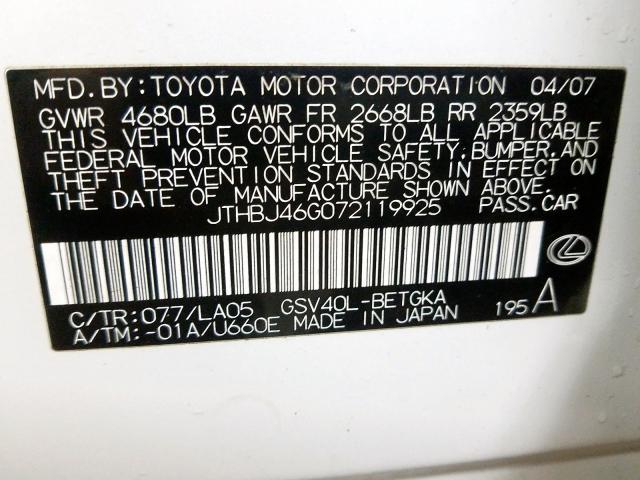 MFD. BY: TOYOTA MOTOR CORPORATION 04/07
GVWR 4680LB GAWR FR 2668LB RR 2359LB
THIS VEHICLE CONFORMS TO ALL APPLICABLE
FEDERAL MOTOR VEHICLE SAFETY, BUMPER, AND
THEFT PREVENTION STANDARDS IN EFFECT ON
THE DATE OF MANUFACTURE SHOWN ABOVE.
JTHBJ46G072119925 PASS. CAR
C/TR: 077/LA05 GSV40L-BETGKA
A/TM: -01A/U660E MADE IN JAPAN 195 A